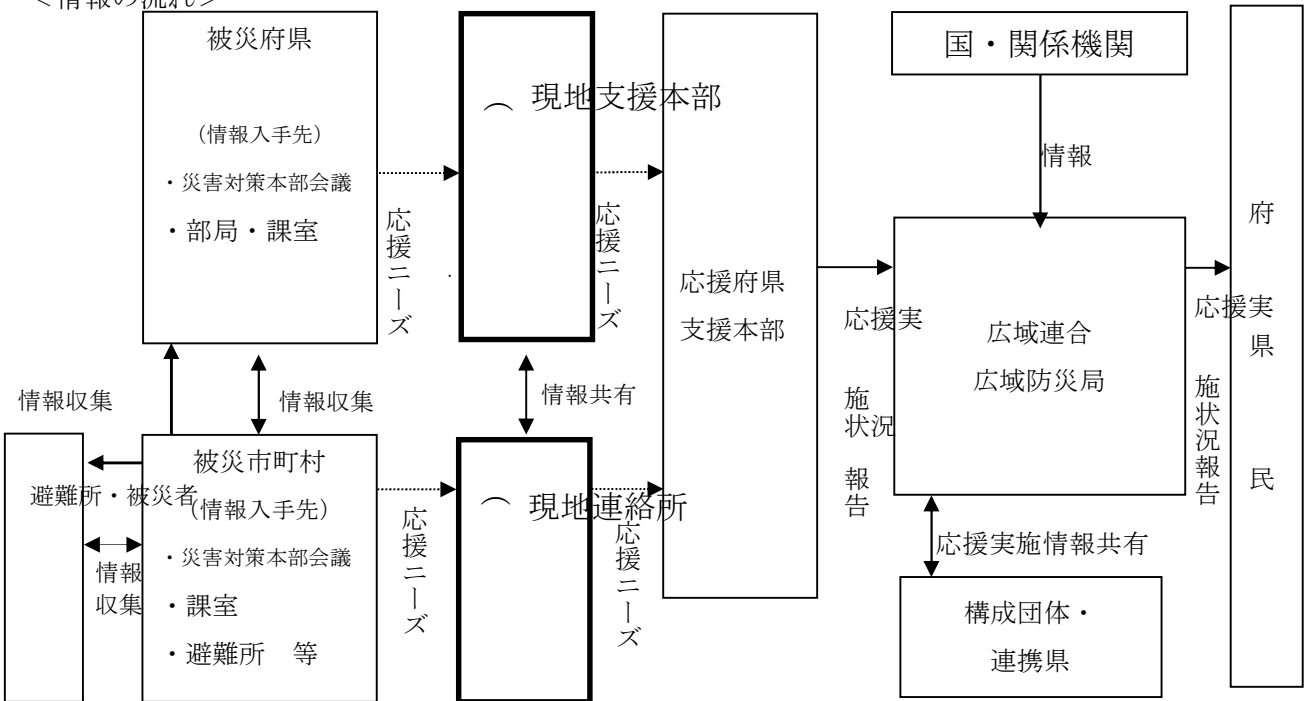 ＜情報の流れ＞
被災府県
（情報入手先）
・災害対策本部会議
・部局・課室
応援ニーズ
（ 現地支援本部
応援ニーズ
応援府県
支援本部
国・関係機関
情報
応援実
施
状況
報告
広域連合
広域防災局
応援実
施
状況報告
府
県
民
情報収集
情報収集
情報共有
避難所・被災者
情報
収集
被災市町村
（情報入手先）
・災害対策本部会議
・課室
・避難所　等
応援ニーズ
（ 現地連絡所
応援ニーズ
応援実施情報共有
構成団体・
連携県